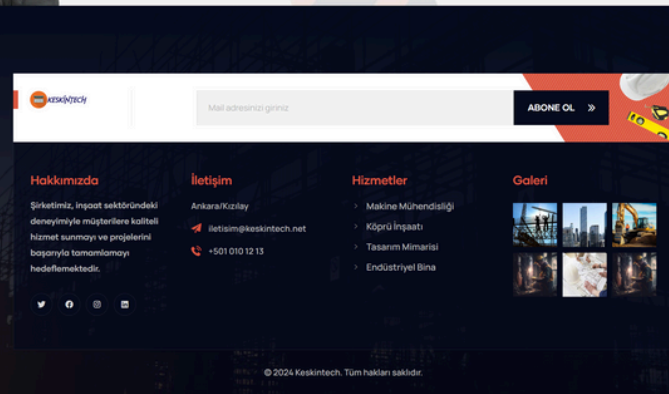 KESKİNTECH
Mail adresinizi giriniz
ABONE OL
Hakkımızda
Şirketimiz, inşaat sektöründeki
deneyimiyle müşterilere kaliteli
hizmet sunmayı ve projelerini
başarıyla tamamlamayı
hedeflemektedir.
İletişim
Ankara/Kızılay
iletisim@keskintech.net
+501 010 12 13
Hizmetler
Makine Mühendisliği
Köprü İnşaatı
Tasarım Mimarisi
Endüstriyel Bina
Galeri
© 2024 Keskintech. Tüm hakları saklıdır.